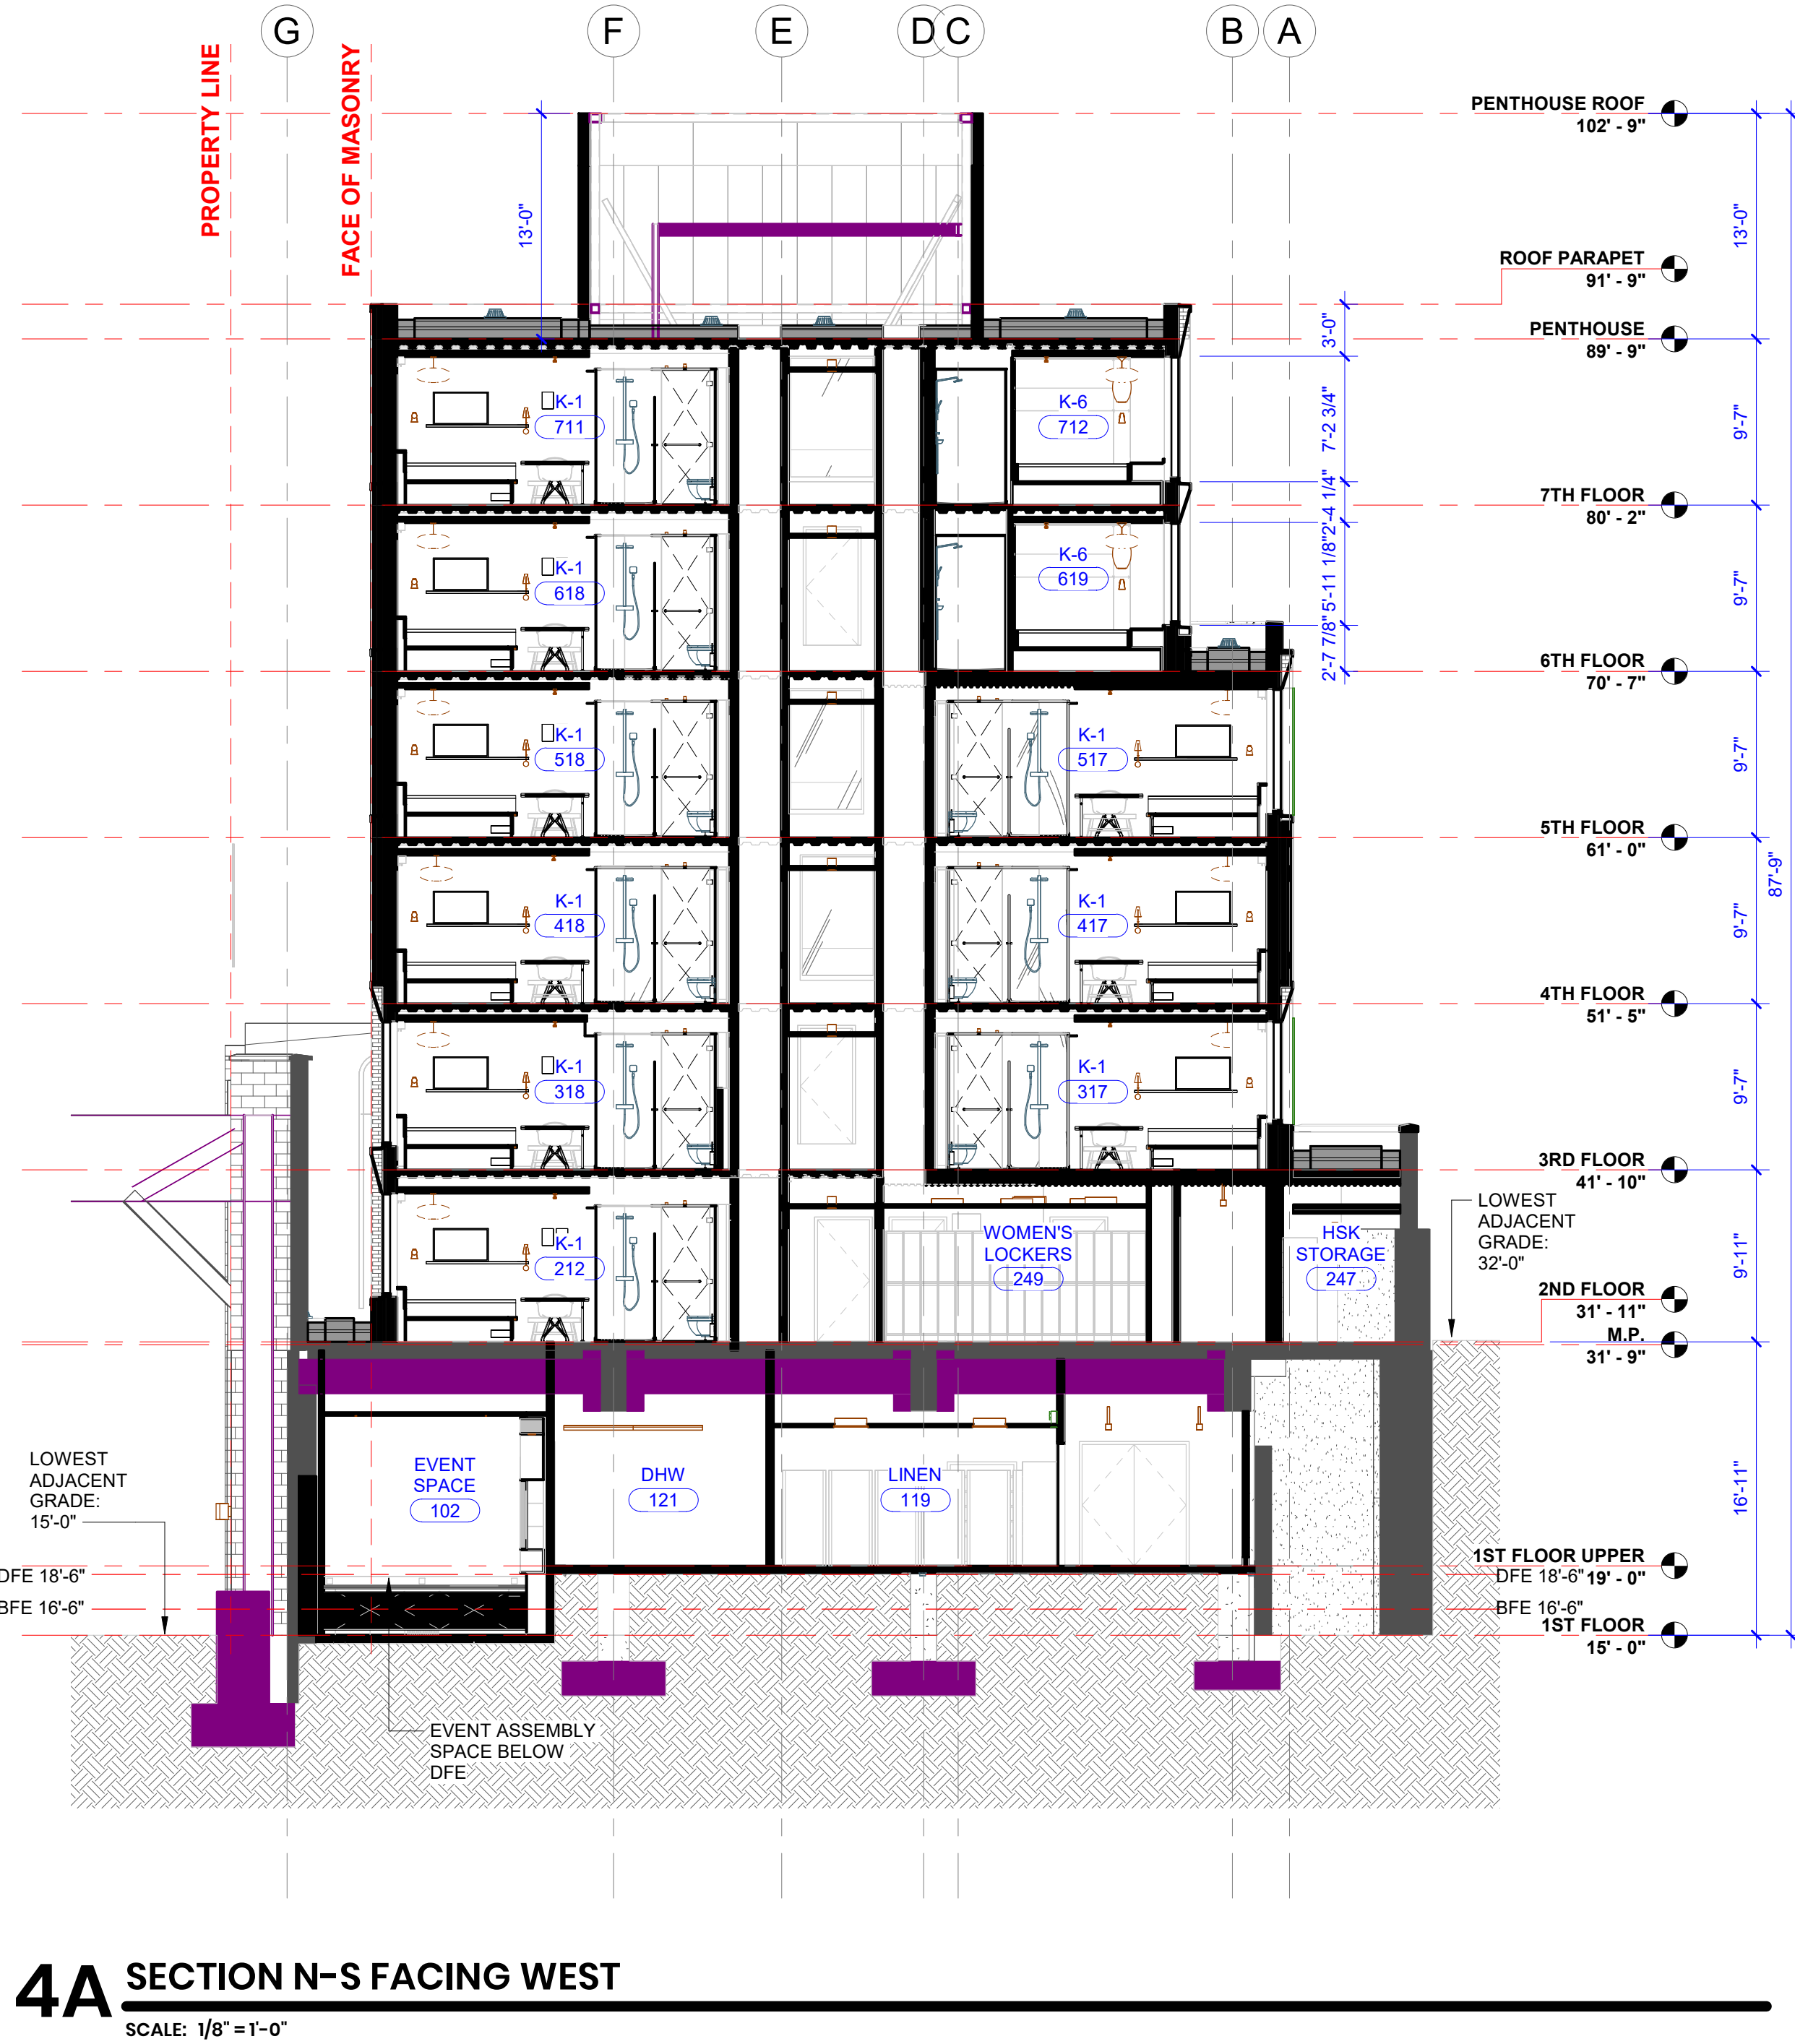 G
F
E
D
C
B
A
PROPERTY LINE
FACE OF MASONRY
PENTHOUSE ROOF
102' - 9"
13'-0"
13'-0"
ROOF PARAPET
91' - 9"
PENTHOUSE
89' - 9"
3'-0"
K-1
711
K-6
712
7'-2 3/4"
9'-7"
7TH FLOOR
80' - 2"
2'-4 1/4"
K-1
618
K-6
619
5'-11 1/8"
9'-7"
2'-7 7/8"
6TH FLOOR
70' - 7"
K-1
518
K-1
517
9'-7"
5TH FLOOR
61' - 0"
87'-9"
K-1
418
K-1
417
9'-7"
4TH FLOOR
51' - 5"
K-1
318
K-1
317
9'-7"
3RD FLOOR
41' - 10"
LOWEST
ADJACENT
GRADE:
32'-0"
K-1
212
WOMEN'S
LOCKERS
249
HSK
STORAGE
247
9'-11"
2ND FLOOR
31' - 11"
M.P.
31' - 9"
LOWEST
ADJACENT
GRADE:
15'-0"
EVENT
SPACE
102
DHW
121
LINEN
119
16'-11"
1ST FLOOR UPPER
19' - 0"
DFE 18'-6"
DFE 18'-6"
BFE 16'-6"
BFE 16'-6"
1ST FLOOR
15' - 0"
EVENT ASSEMBLY
SPACE BELOW
DFE
4A SECTION N-S FACING WEST
SCALE: 1/8" = 1'-0"